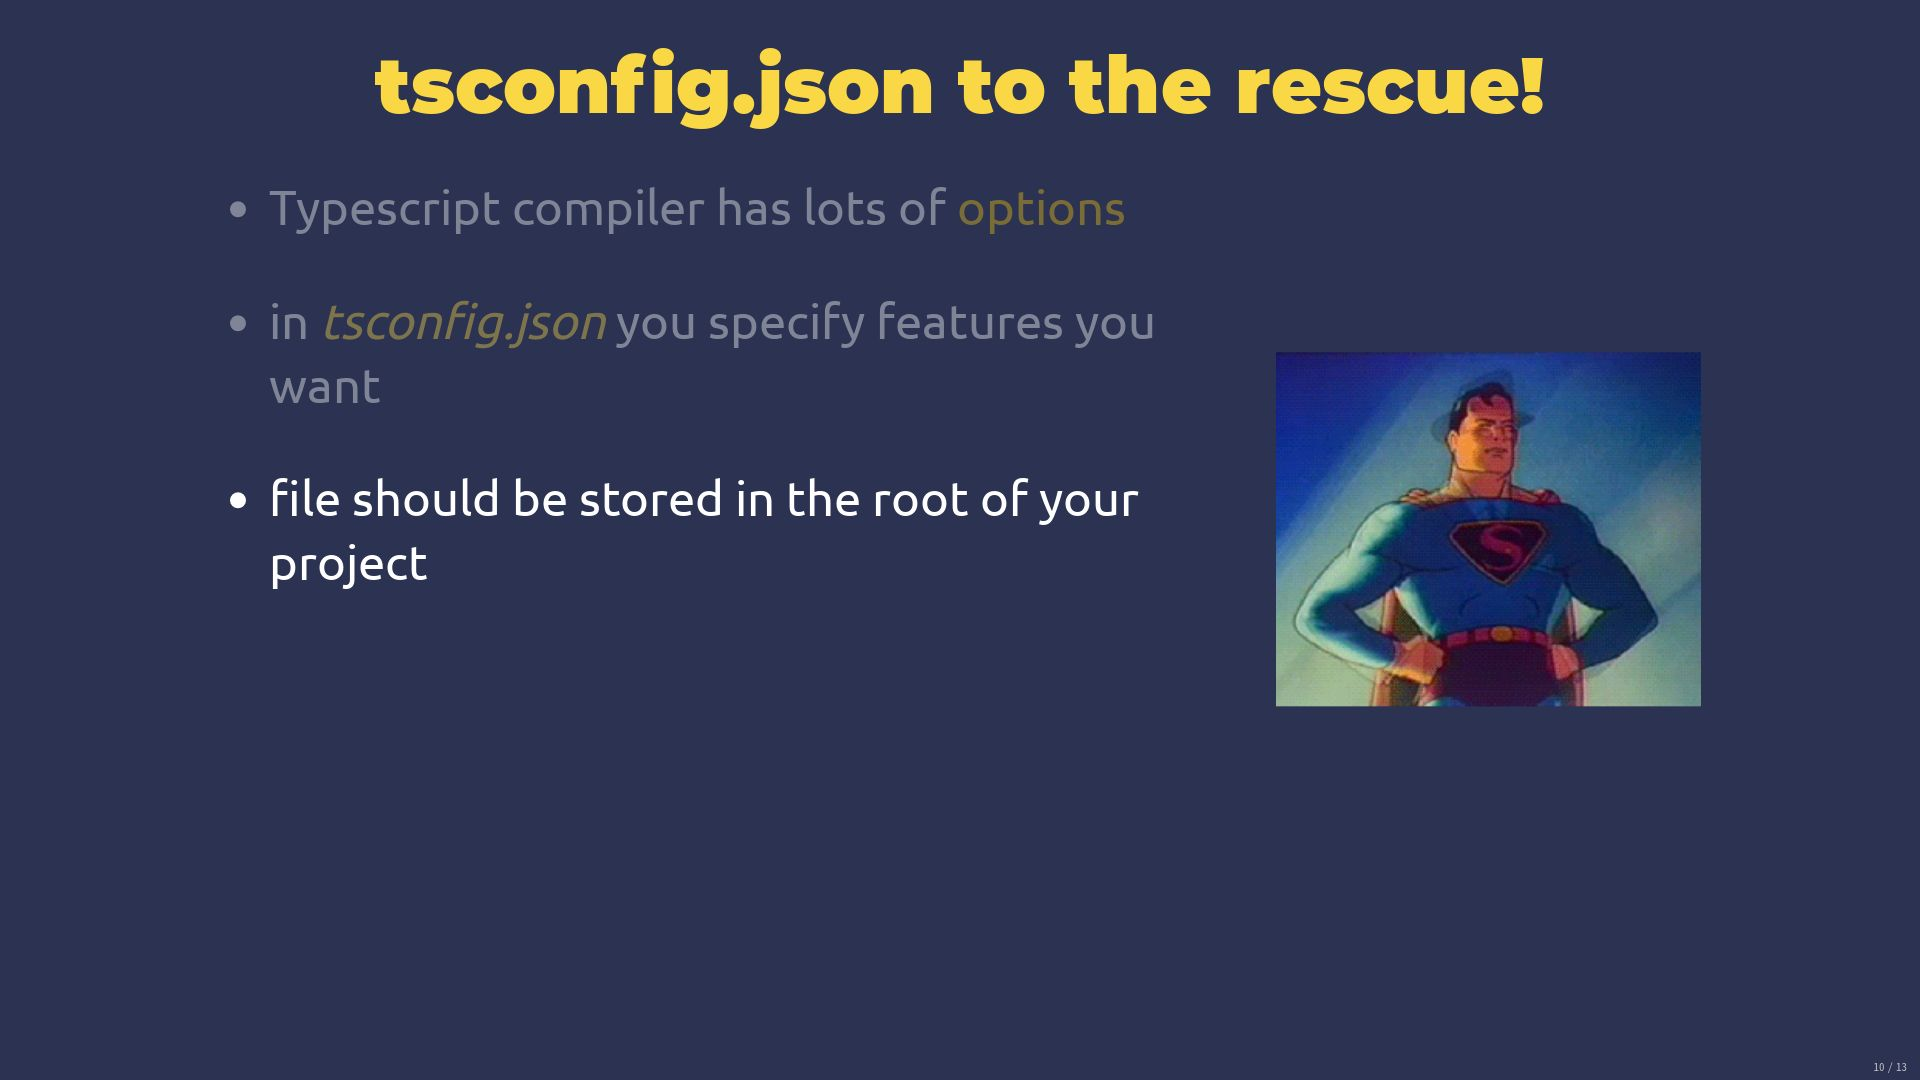 tsconfig.json to the rescue!
• Typescript compiler has lots of options
• in tsconfig.json you specify features you
want
• file should be stored in the root of your
project
S
10 / 13